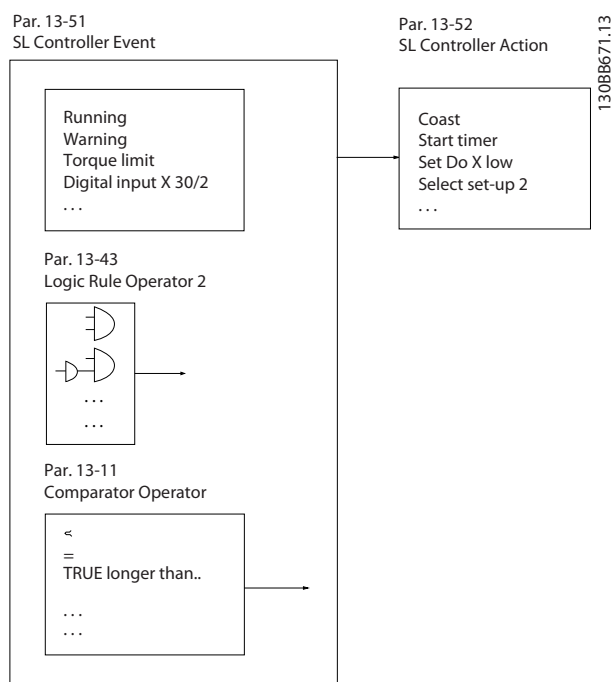 Par. 13-51
SL Controller Event
Par. 13-52
SL Controller Action
130BB671.13
Running
Warning
Torque limit
Digital input X 30/2
...
Coast
Start timer
Set Do X low
Select set-up 2
...
Par. 13-43
Logic Rule Operator 2
...
...
Par. 13-11
Comparator Operator
=
TRUE longer than..
...
...